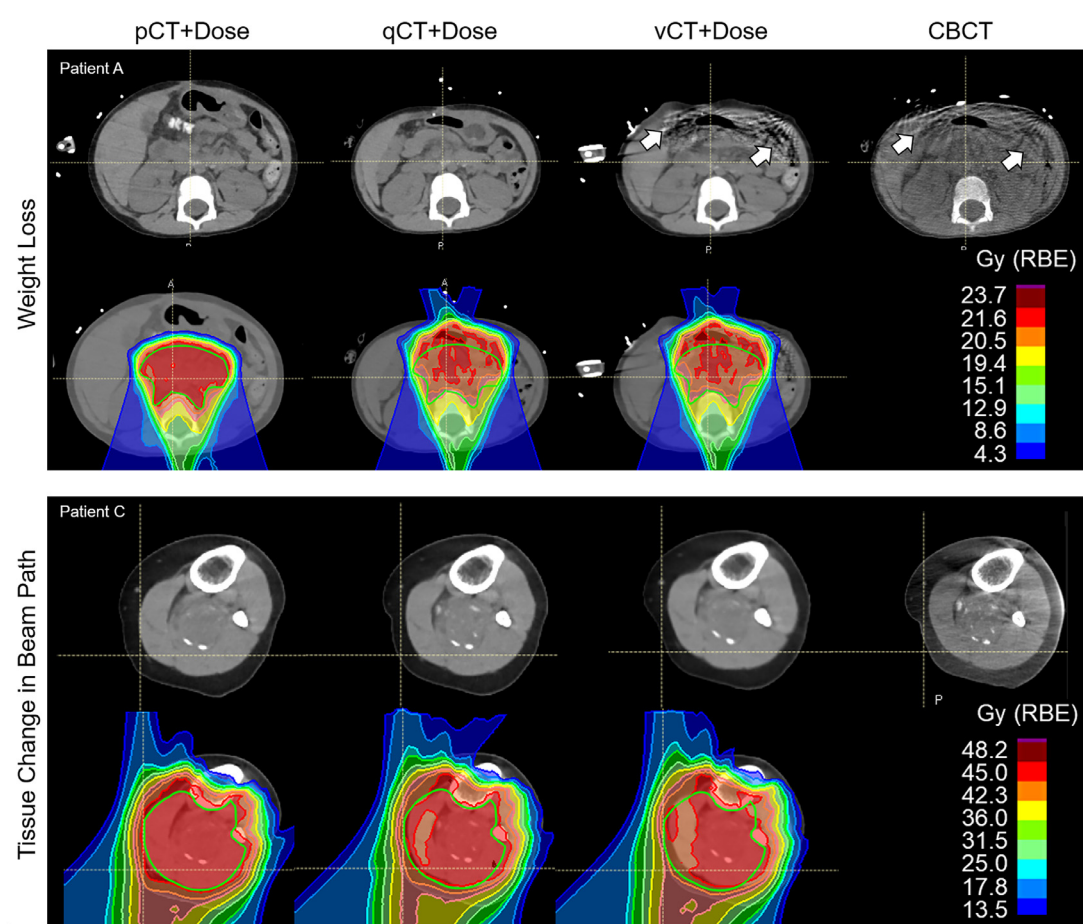 pCT+Dose qCT+Dose vCT+Dose CBCT
Weight Loss
Patient A
P
P
P
P
Gy (RBE)
23.7
21.6
20.5
19.4
15.1
12.9
8.6
4.3
A
A
Tissue Change in Beam Path
Patient C
P
Gy (RBE)
48.2
45.0
42.3
36.0
31.5
25.0
17.8
13.5